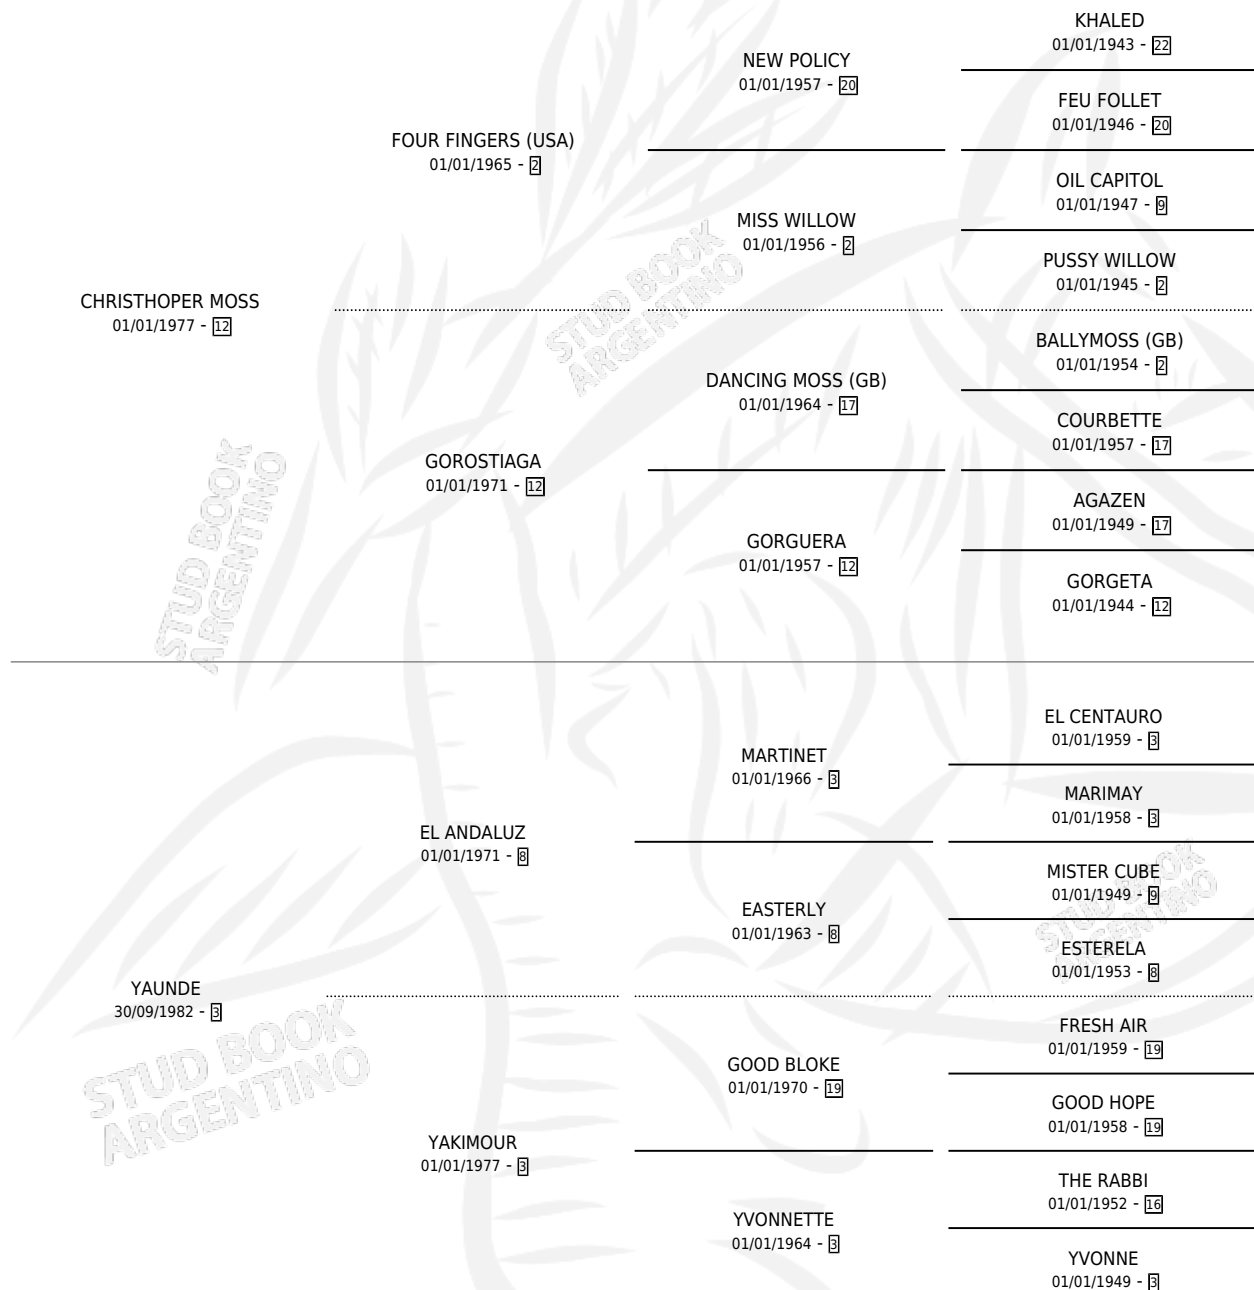 KHALED
01/01/1943 - 22
NEW POLICY
01/01/1957 - 20
FEU FOLLET
01/01/1946 - 20
FOUR FINGERS (USA)
01/01/1965 - 2
OIL CAPITOL
01/01/1947 - 9
MISS WILLOW
01/01/1956 - 2
PUSSY WILLOW
01/01/1945 - 2
CHRISTHOPER MOSS
01/01/1977 - 12
STUD BOOK
ARGENTINO
BALLYMOSS (GB)
01/01/1954 - 2
DANCING MOSS (GB)
01/01/1964 - 17
COURBETTE
01/01/1957 - 17
GOROSTIAGA
01/01/1971 - 12
STUD BOOK
ARGENTINO
AGAZEN
01/01/1949 - 17
GORGUERA
01/01/1957 - 12
GORGETA
01/01/1944 - 12
EL CENTAURO
01/01/1959 - 3
MARTINET
01/01/1966 - 3
MARIMAY
01/01/1958 - 3
EL ANDALUZ
01/01/1971 - 8
MISTER CUBE
01/01/1949 - 9
STUD BOOK
ARGENTINO
EASTERLY
01/01/1963 - 8
ESTERELA
01/01/1953 - 8
YAUNDE
30/09/1982 - 3
STUD BOOK
ARGENTINO
FRESH AIR
01/01/1959 - 19
GOOD BLOKE
01/01/1970 - 19
GOOD HOPE
01/01/1958 - 19
YAKIMOUR
01/01/1977 - 3
THE RABBI
01/01/1952 - 16
YVONNETTE
01/01/1964 - 3
YVONNE
01/01/1949 - 3